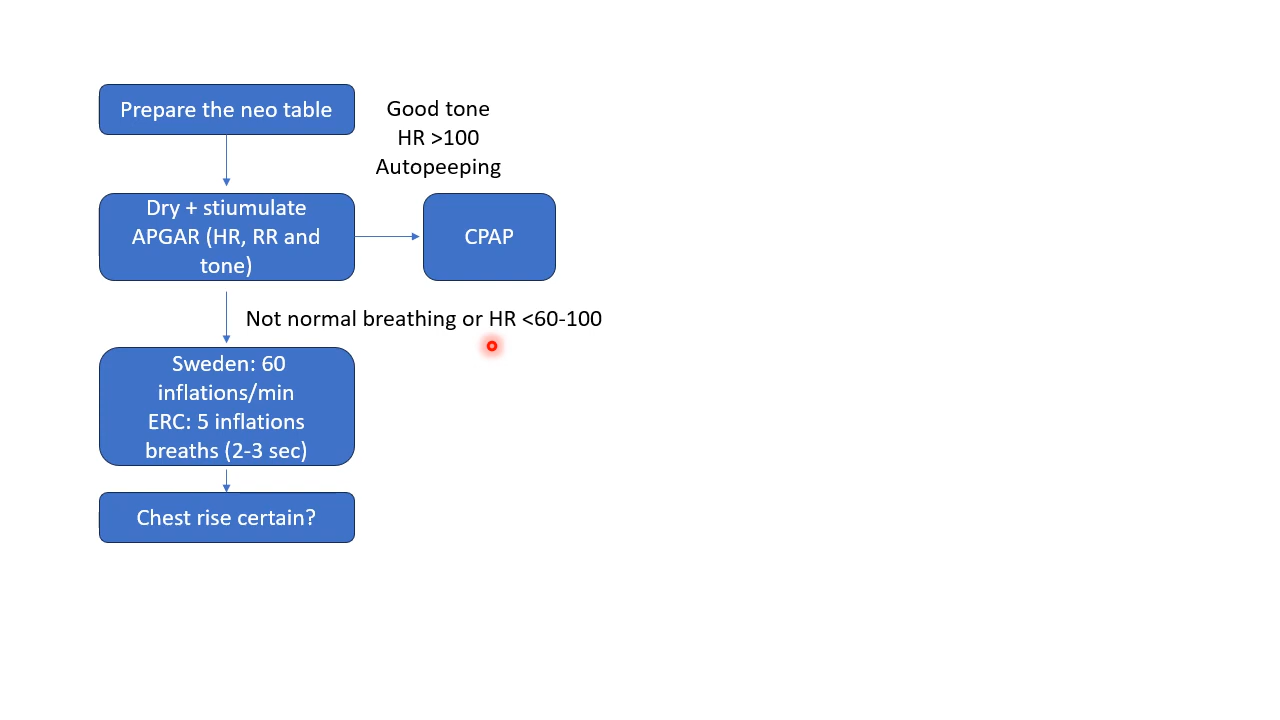 Prepare the neo table
Good tone
HR >100
Autopeeping
Dry + stiumulate
APGAR (HR, RR and
tone)
CPAP
Not normal breathing or HR <60-100
Sweden: 60
inflations/min
ERC: 5 inflations
breaths (2-3 sec)
Chest rise certain?